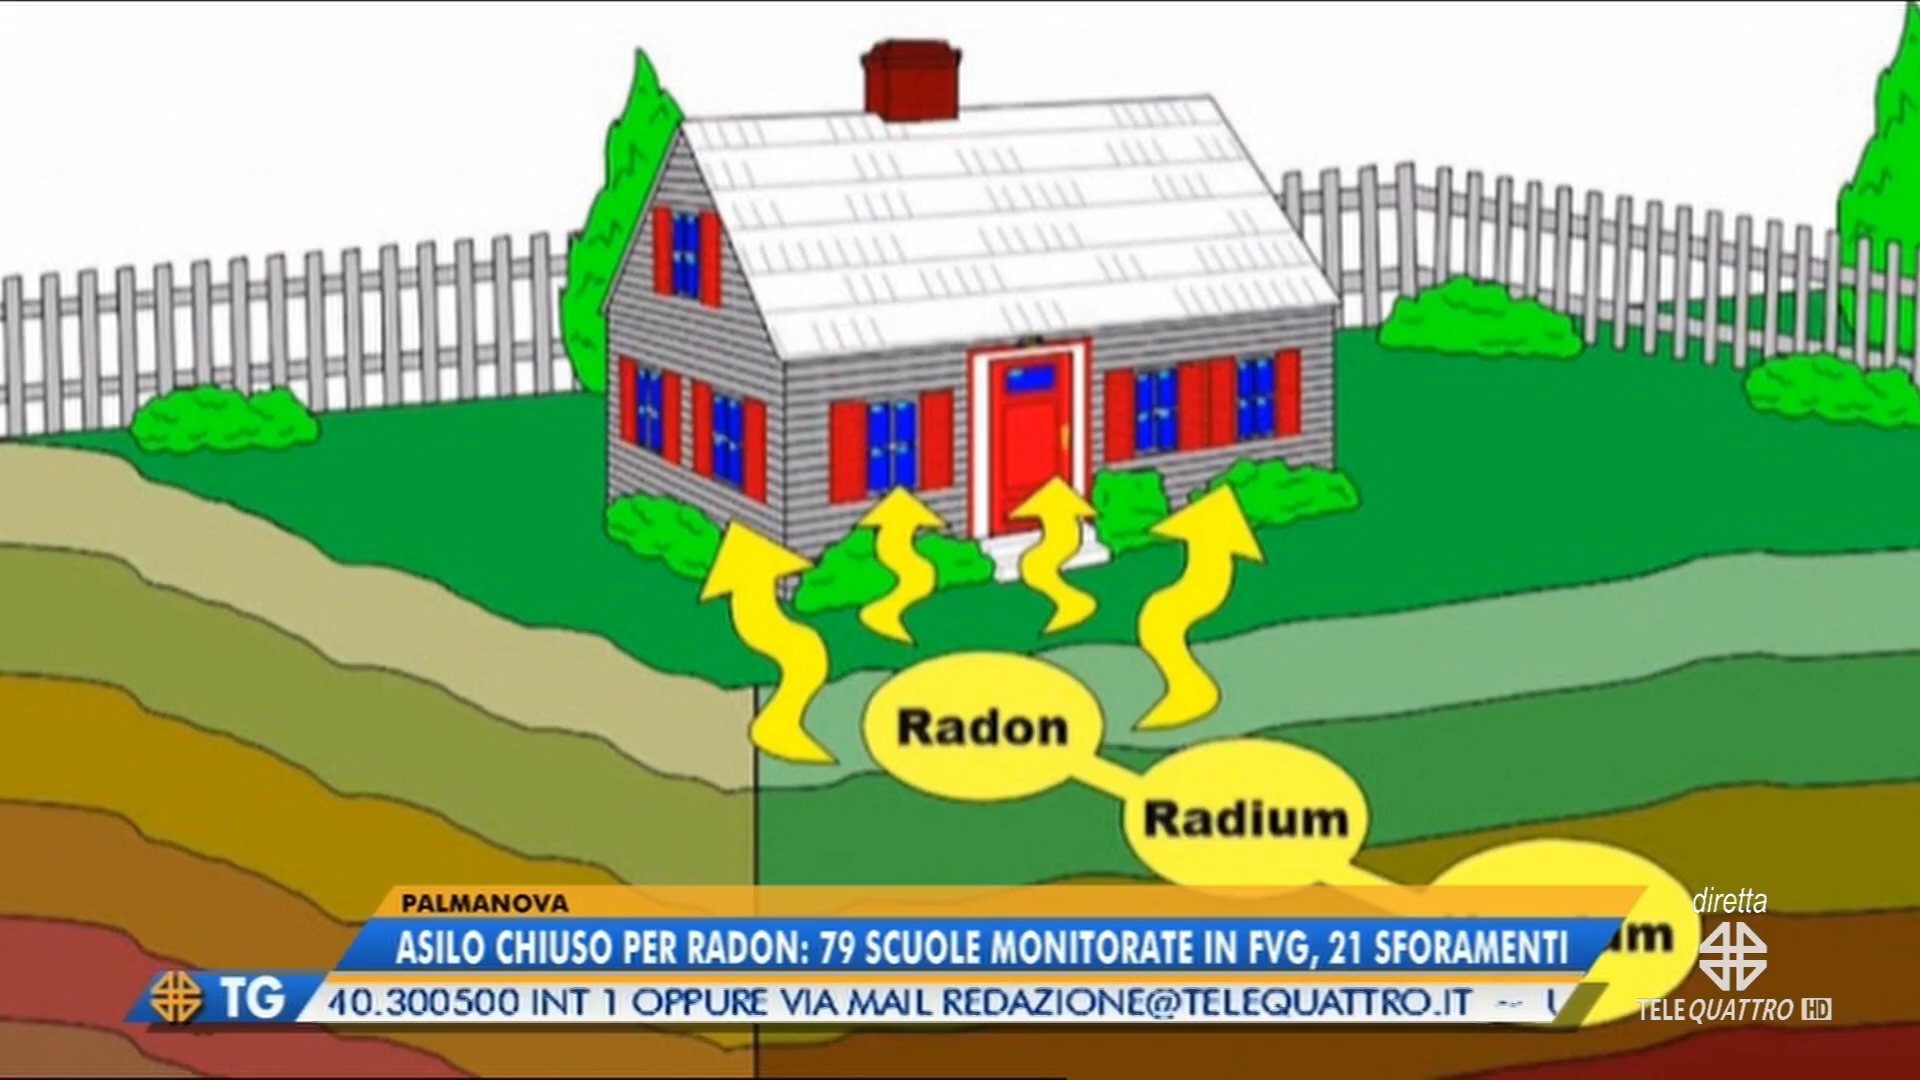 Radon
Radium
um
PALMANOVA
ASILO CHIUSO PER RADON: 79 SCUOLE MONITORATE IN FVG, 21 SFORAMENTI
TG
40.300500 INT 1 OPPURE VIA MAIL REDAZIONE@TELEQUATTRO.IT ~ U
diretta
TELEQUATTRO HD